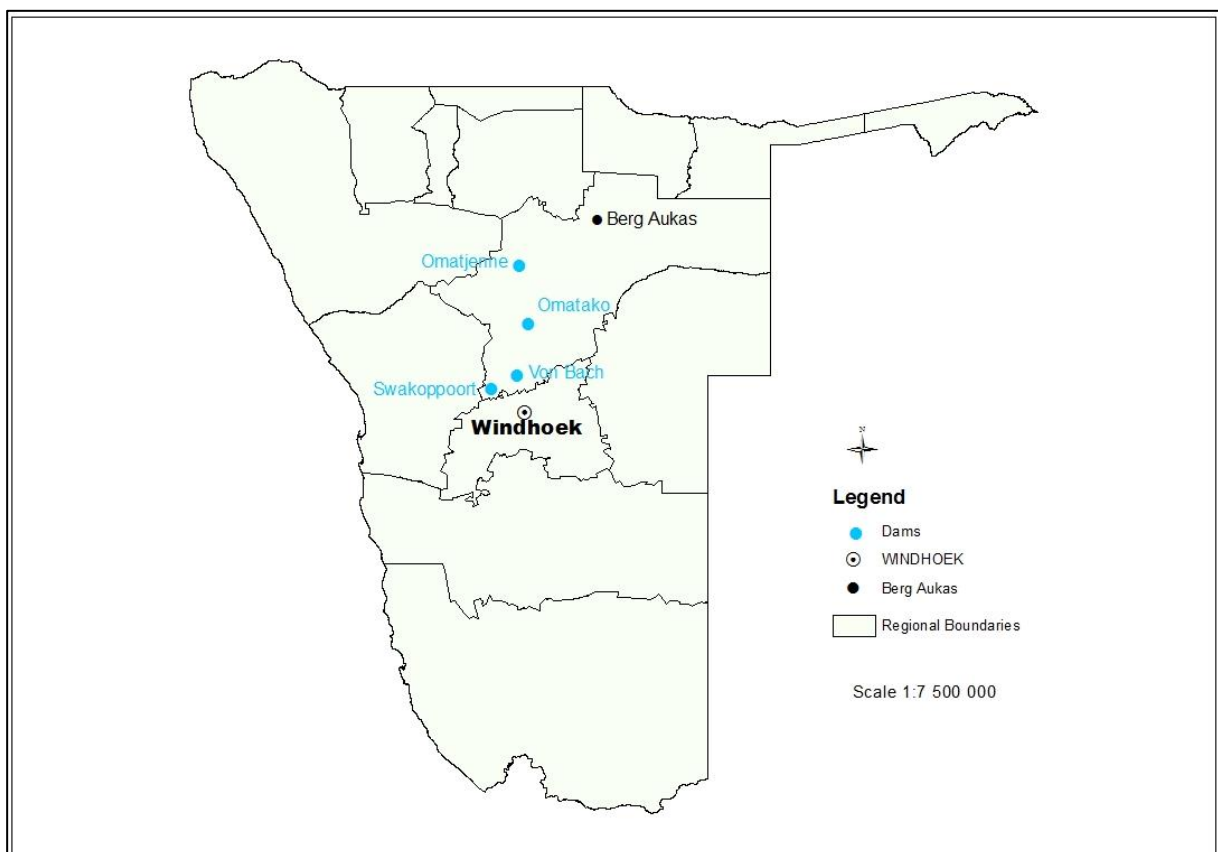 Berg Aukas
Omatjenne
Omatako
Von Bach
Swakoppoort
Windhoek
N
Legend
Dams
WINDHOEK
Berg Aukas
Regional Boundaries
Scale 1:7 500 000